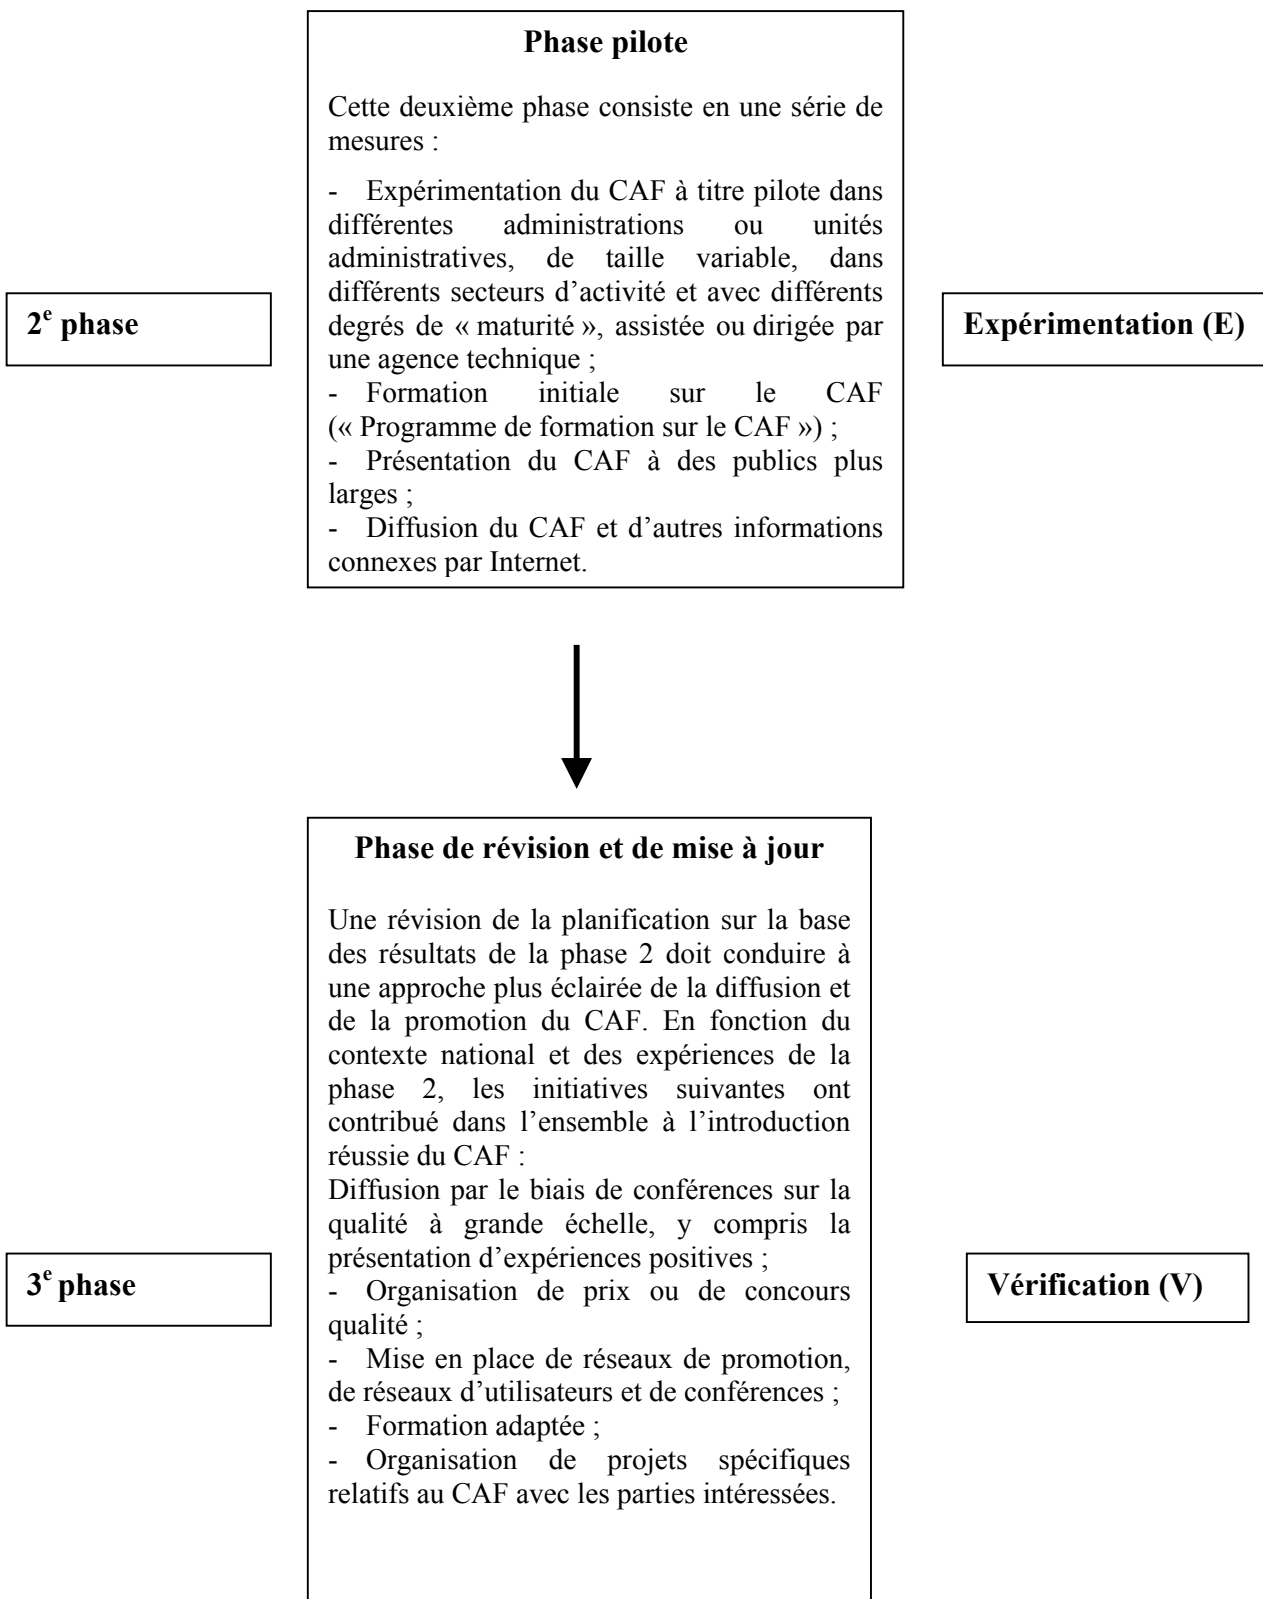 Phase pilote
Cette deuxième phase consiste en une série de
mesures :
- Expérimentation du CAF à titre pilote dans
différentes administrations ou unités
administratives, de taille variable, dans
différents secteurs d’activité et avec différents
degrés de « maturité », assistée ou dirigée par
une agence technique ;
- Formation initiale sur le CAF
(« Programme de formation sur le CAF ») ;
- Présentation du CAF à des publics plus
larges ;
- Diffusion du CAF et d’autres informations
connexes par Internet.
2e phase
Expérimentation (E)
Phase de révision et de mise à jour
Une révision de la planification sur la base
des résultats de la phase 2 doit conduire à
une approche plus éclairée de la diffusion et
de la promotion du CAF. En fonction du
contexte national et des expériences de la
phase 2, les initiatives suivantes ont
contribué dans l’ensemble à l’introduction
réussie du CAF :
Diffusion par le biais de conférences sur la
qualité à grande échelle, y compris la
présentation d’expériences positives ;
- Organisation de prix ou de concours
qualité ;
- Mise en place de réseaux de promotion,
de réseaux d’utilisateurs et de conférences ;
- Formation adaptée ;
- Organisation de projets spécifiques
relatifs au CAF avec les parties intéressées.
3e phase
Vérification (V)